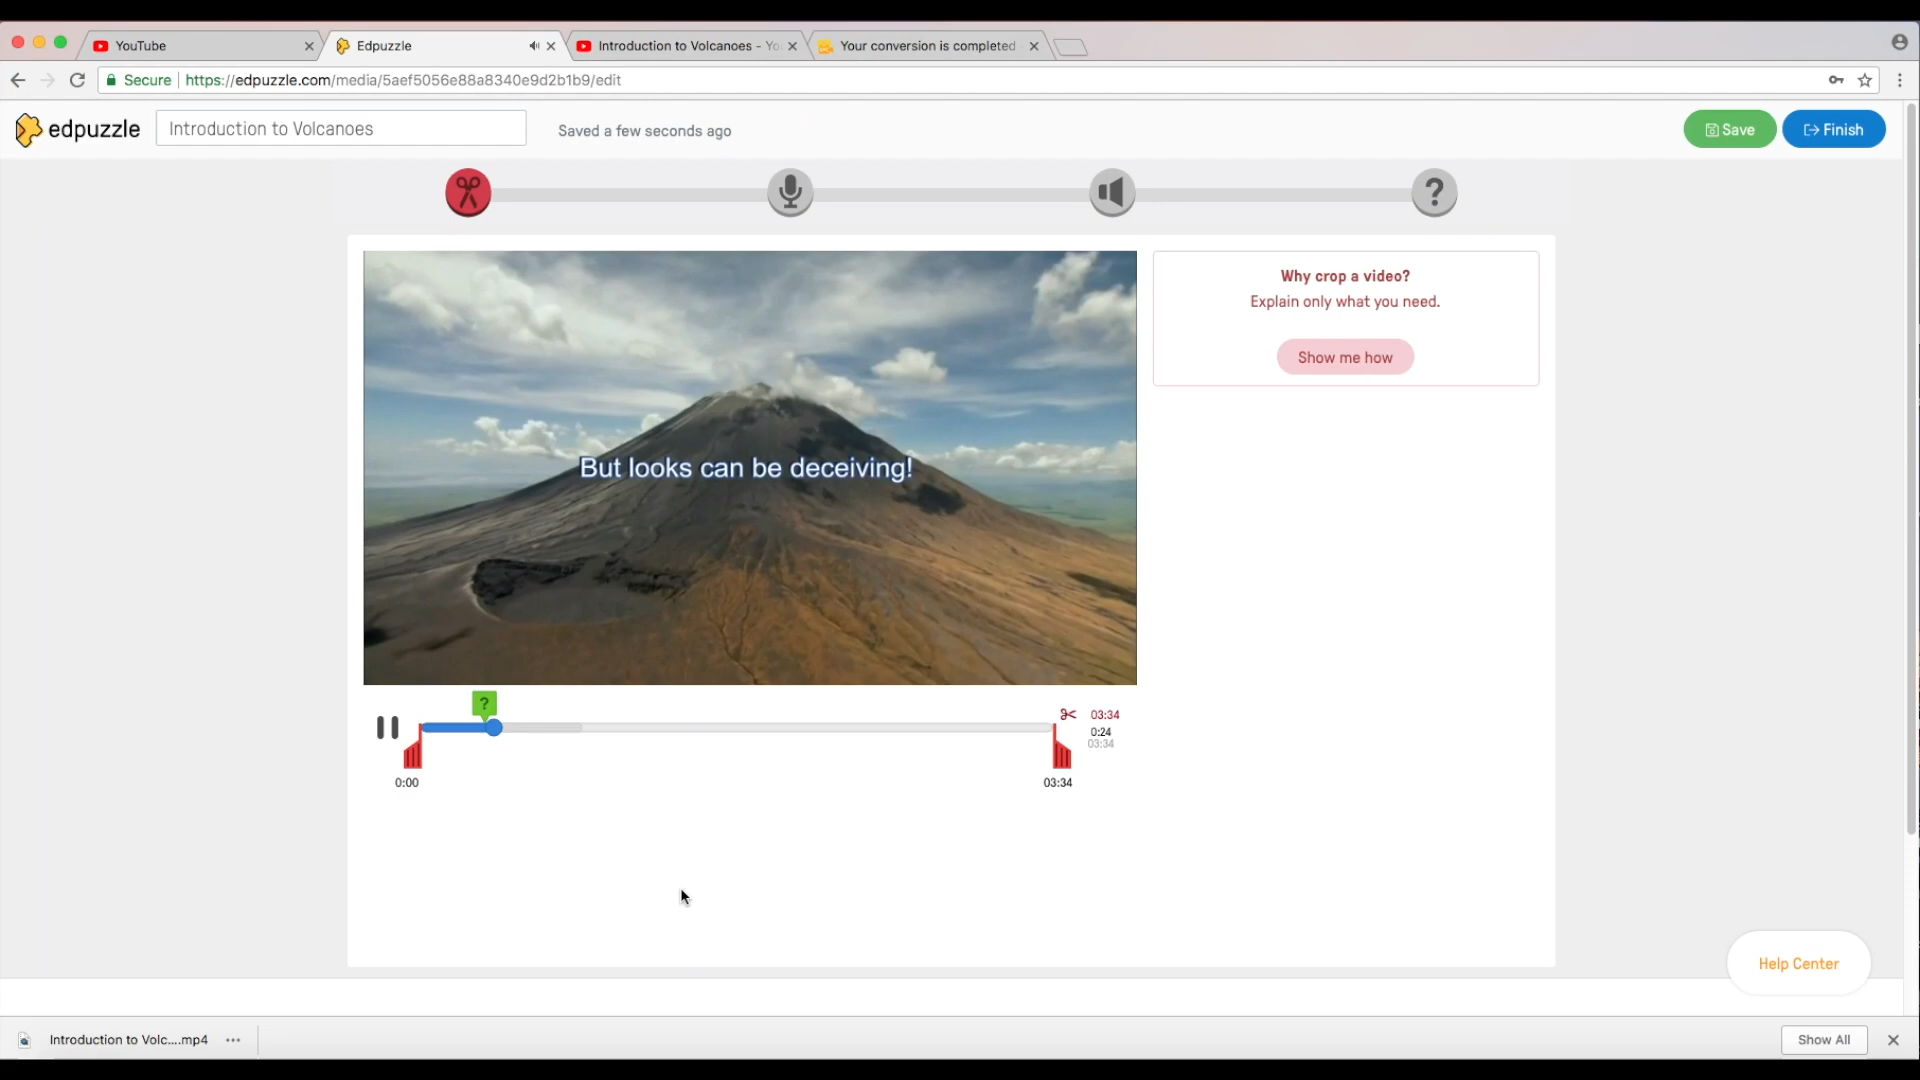 YouTube
Edpuzzle
Introduction to Volcanoes - Yo
Your conversion is completed
Secure
https://edpuzzle.com/media/5aef5056e88a8340e9d2b1b9/edit
edpuzzle
Introduction to Volcanoes
Saved a few seconds ago
Save
Finish
?
But looks can be deceiving!
Why crop a video?
Explain only what you need.
Show me how
?
03:34
0:24
03:34
0:00
03:34
Help Center
Introduction to Volc....mp4
Show All